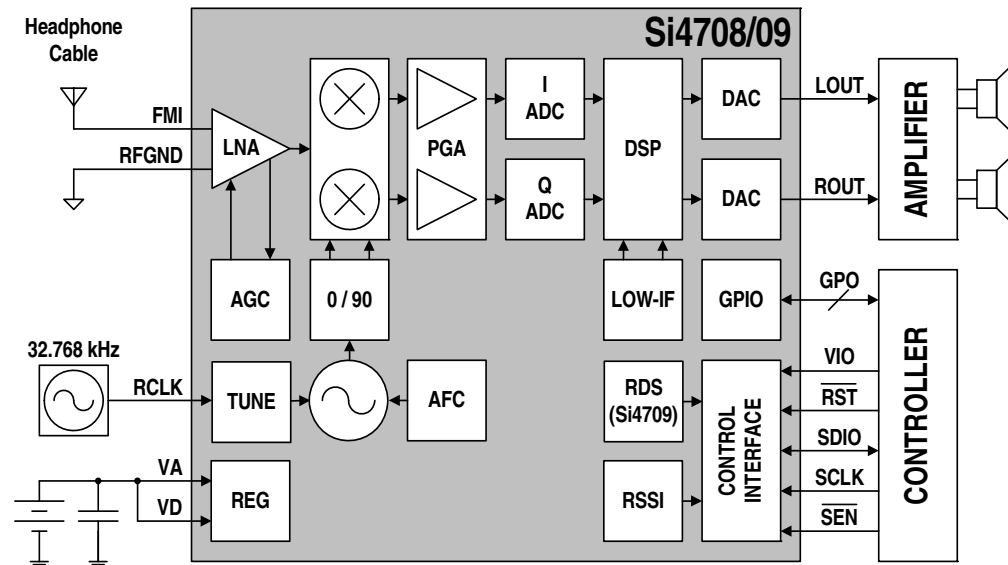 Headphone
Cable
Si4708/09
FMI
RFGND
LNA
PGA
I
ADC
Q
ADC
DSP
DAC
DAC
LOUT
ROUT
AMPLIFIER
AGC
0 / 90
LOW-IF
GPIO
GPO
32.768 kHz
RCLK
TUNE
AFC
RDS
(Si4709)
CONTROL
INTERFACE
VIO
RST
SDIO
SCLK
SEN
CONTROLLER
VA
VD
REG
RSSI